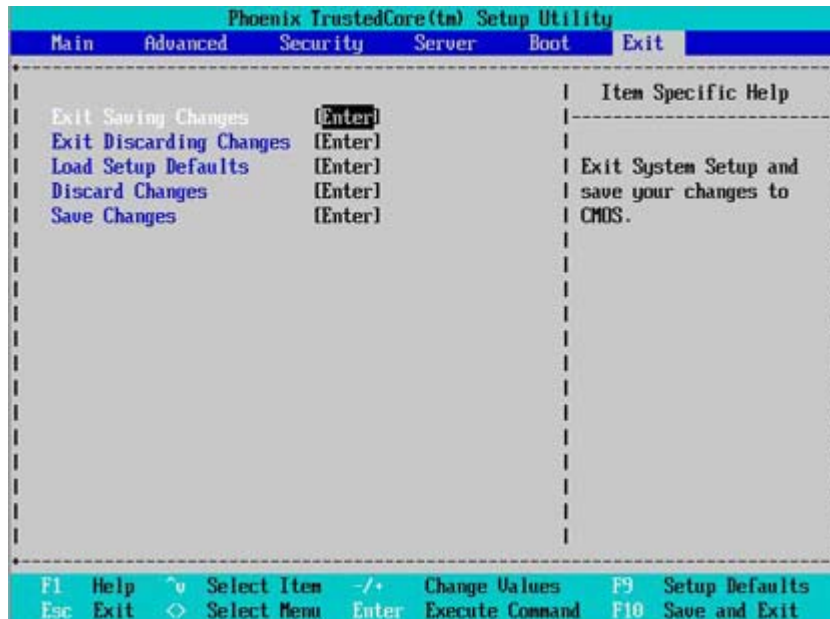 Phoenix TrustedCore(tm) Setup Utility
Main Advanced Security Server Boot Exit
Item Specific Help
Exit Saving Changes [Enter]
Exit Discarding Changes [Enter]
Load Setup Defaults [Enter]
Discard Changes [Enter]
Save Changes [Enter]
Exit System Setup and
save your changes to
CMOS.
F1 Help ^v Select Item -/+ Change Values F9 Setup Defaults
Esc Exit <> Select Menu Enter Execute Command F10 Save and Exit